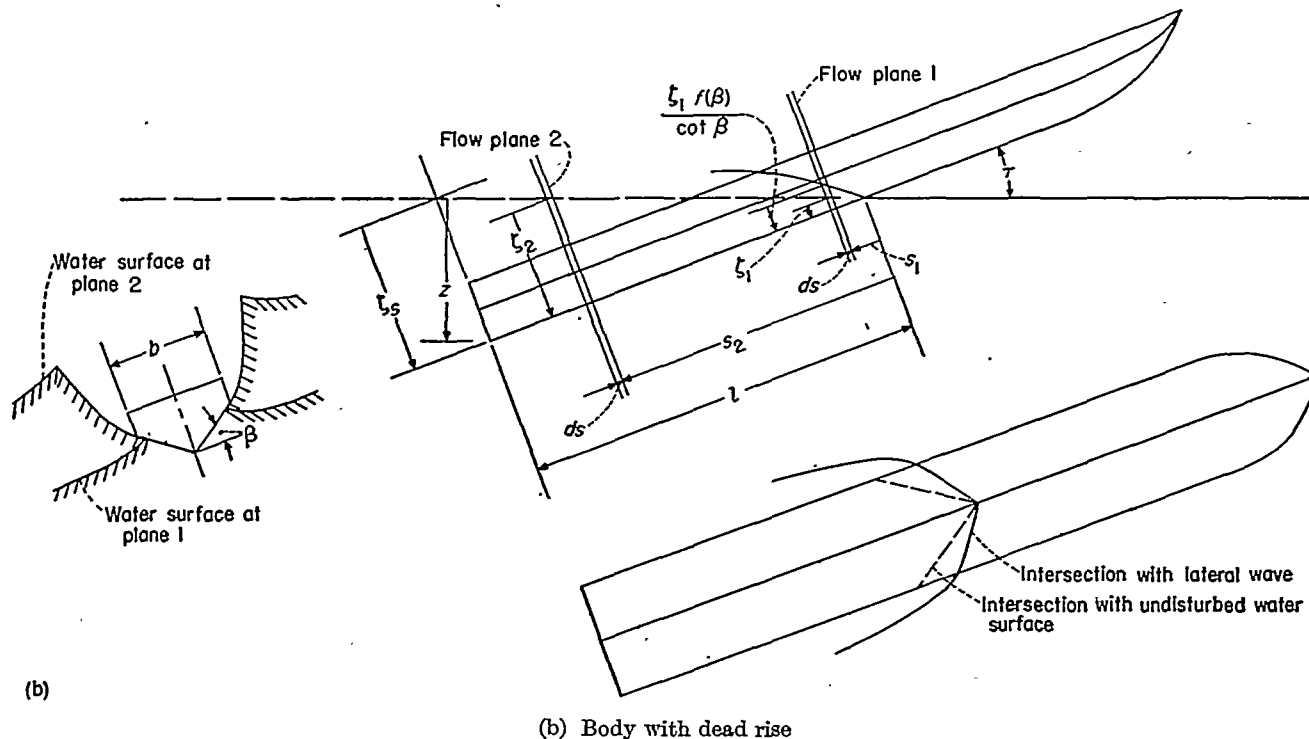 Flow plane 1
ζ₁ f(β)
cot β
Flow plane 2
τ
ζ₂
ζ₁
s₁
ds
Water surface at
plane 2
ζₛ
z
b
s₂
l
ds
β
Water surface at
plane 1
Intersection with lateral wave
Intersection with undisturbed water
surface
(b)
(b) Body with dead rise